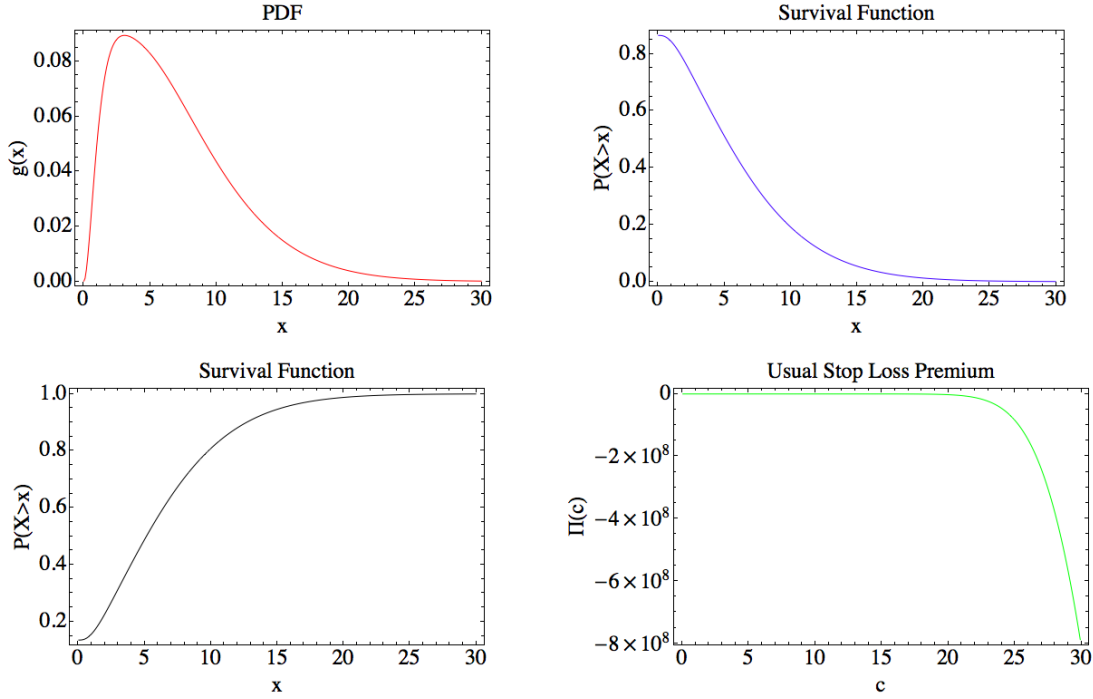 PDF
0.08
0.06
0.04
0.02
0.00
g(x)
0 5 10 15 20 25 30
x
Survival Function
0.8
0.6
0.4
0.2
0.0
P(X>x)
0 5 10 15 20 25 30
x
Survival Function
1.0
0.8
0.6
0.4
0.2
P(X>x)
0 5 10 15 20 25 30
x
Usual Stop Loss Premium
0
−2 × 10⁸
−4 × 10⁸
−6 × 10⁸
−8 × 10⁸
Π(c)
0 5 10 15 20 25 30
c